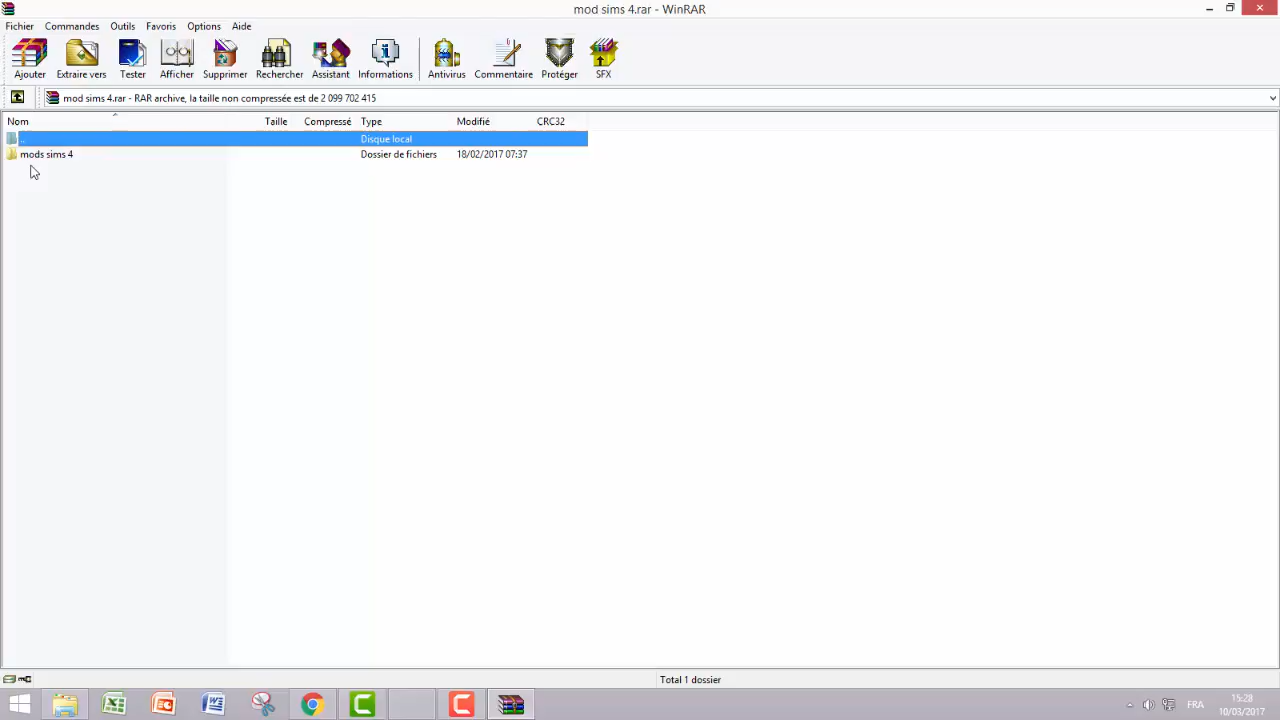 mod sims 4.rar - WinRAR
Fichier Commandes Outils Favoris Options Aide
Ajouter Extraire vers Tester Afficher Supprimer Rechercher Assistant Informations Antivirus Commentaire Protéger SFX
mod sims 4.rar - RAR archive, la taille non compressée est de 2 099 702 415
Nom Taille Compressé Type Modifié CRC32
.. Disque local
mods sims 4 Dossier de fichiers 18/02/2017 07:37
Total 1 dossier
FRA 15:28
10/03/2017